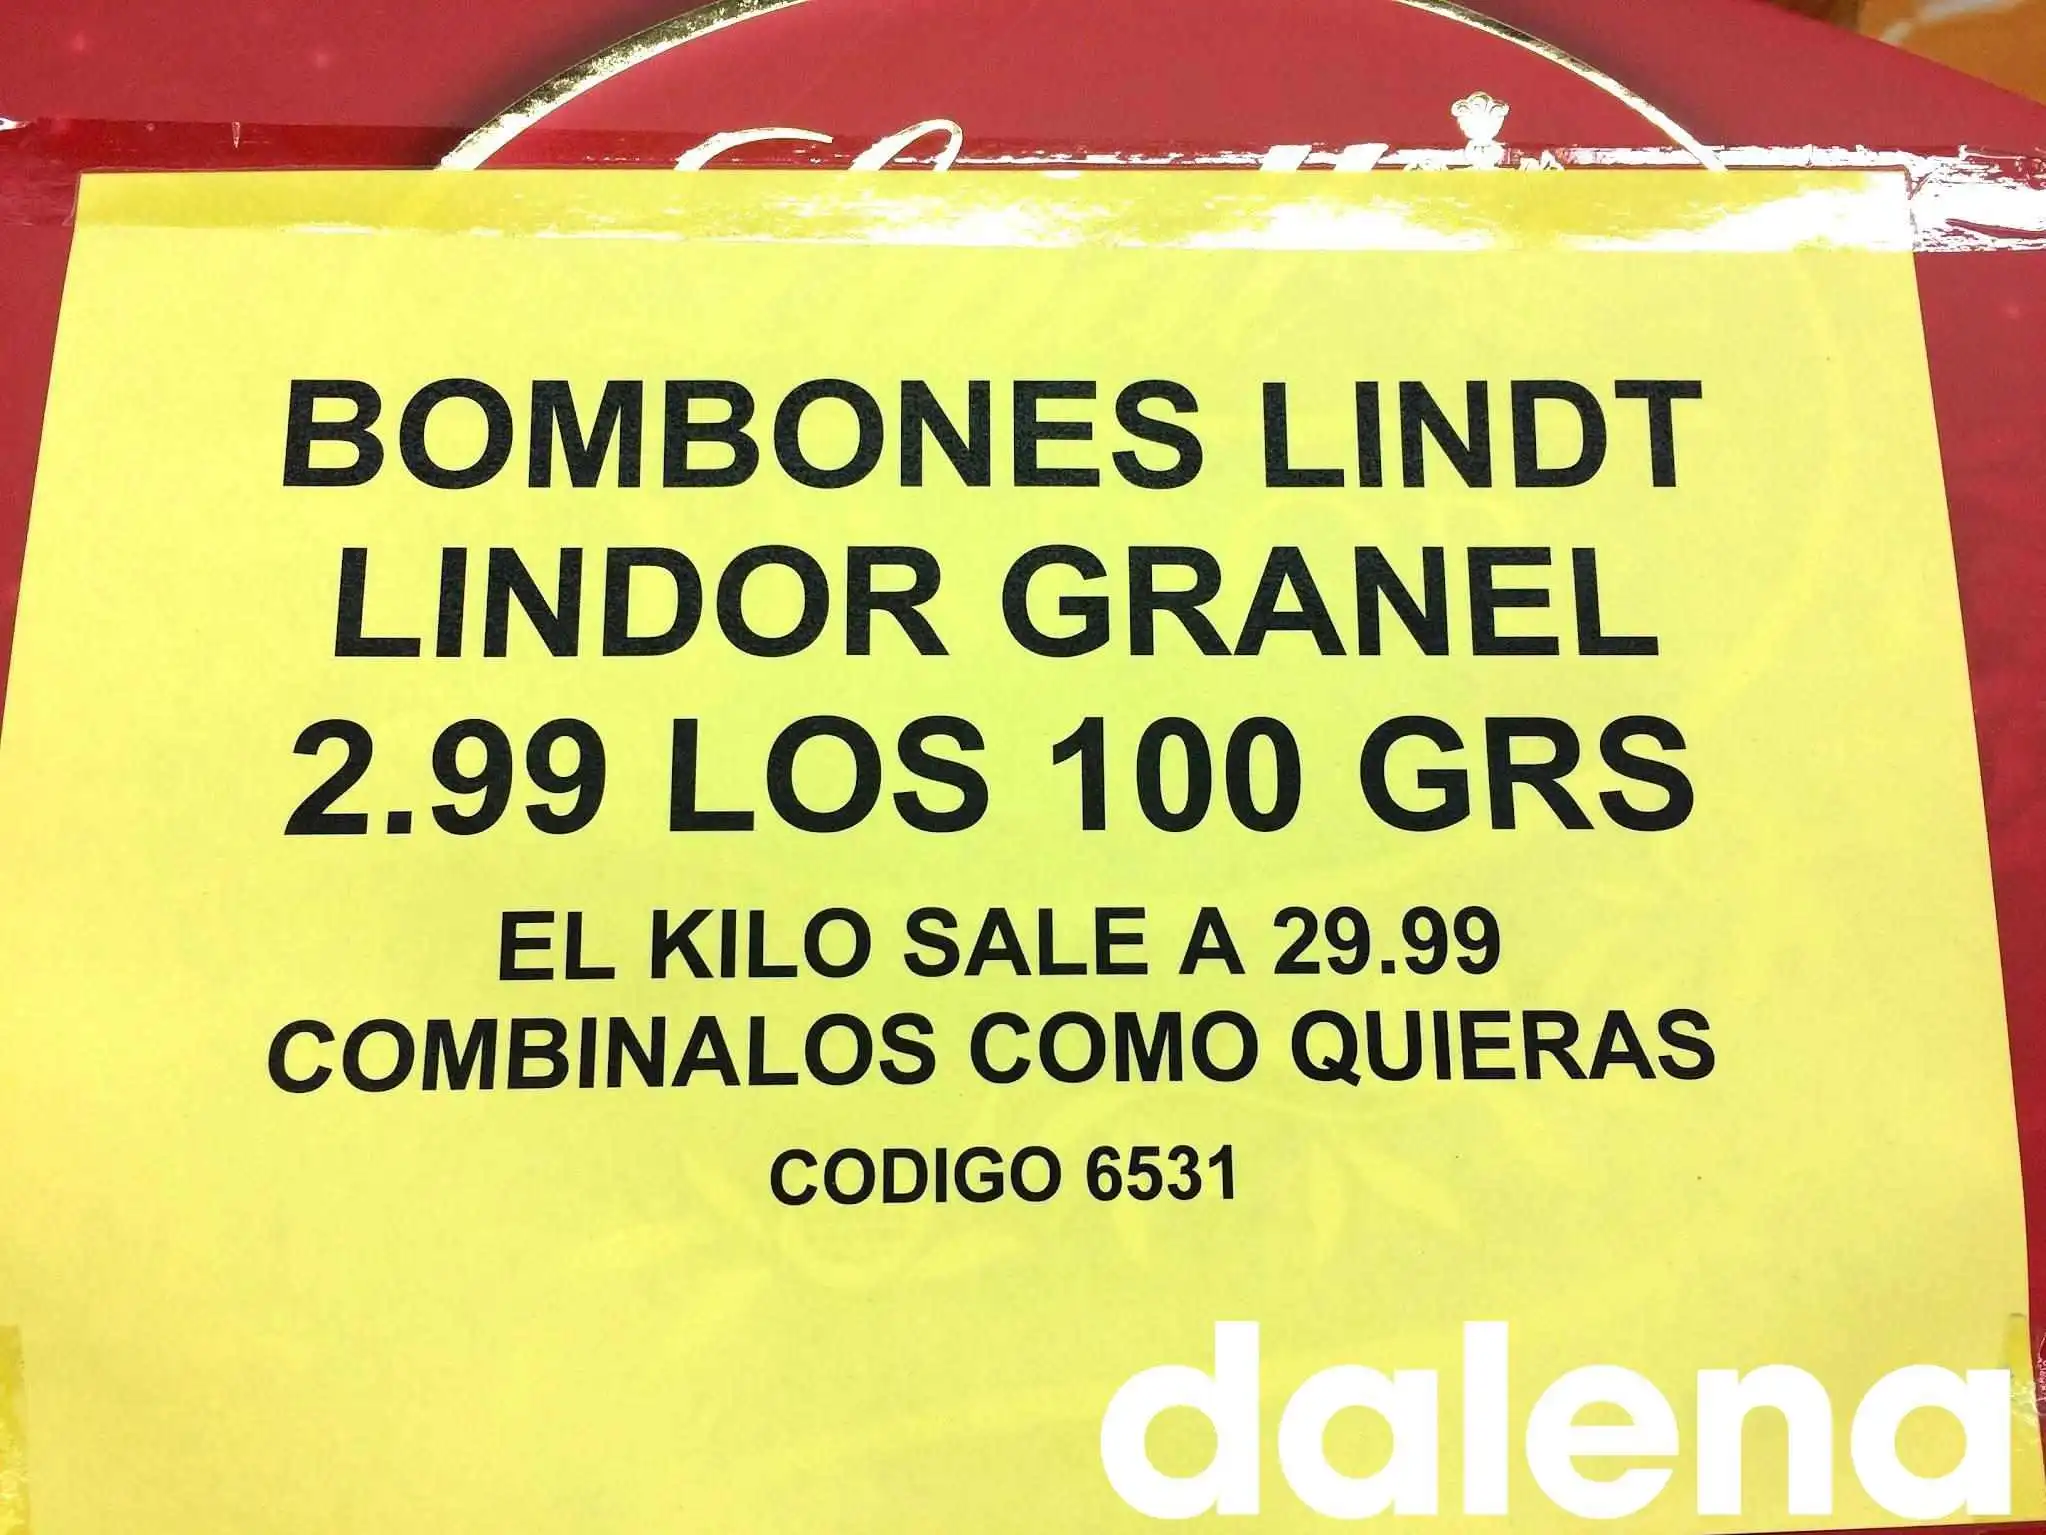 BOMBONES LINDT
LINDOR GRANEL
2.99 LOS 100 GRS
EL KILO SALE A 29.99
COMBINALOS COMO QUIERAS
CODIGO 6531
dalena